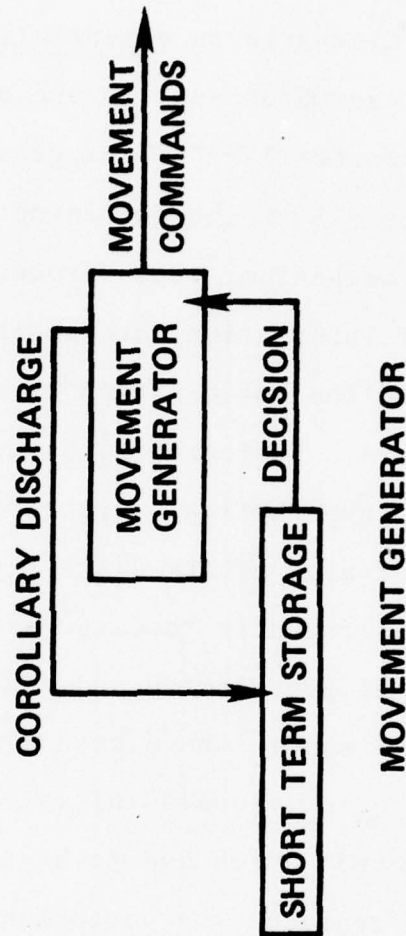 COROLLARY DISCHARGE
MOVEMENT
GENERATOR
MOVEMENT
COMMANDS
DECISION
SHORT TERM STORAGE
MOVEMENT GENERATOR